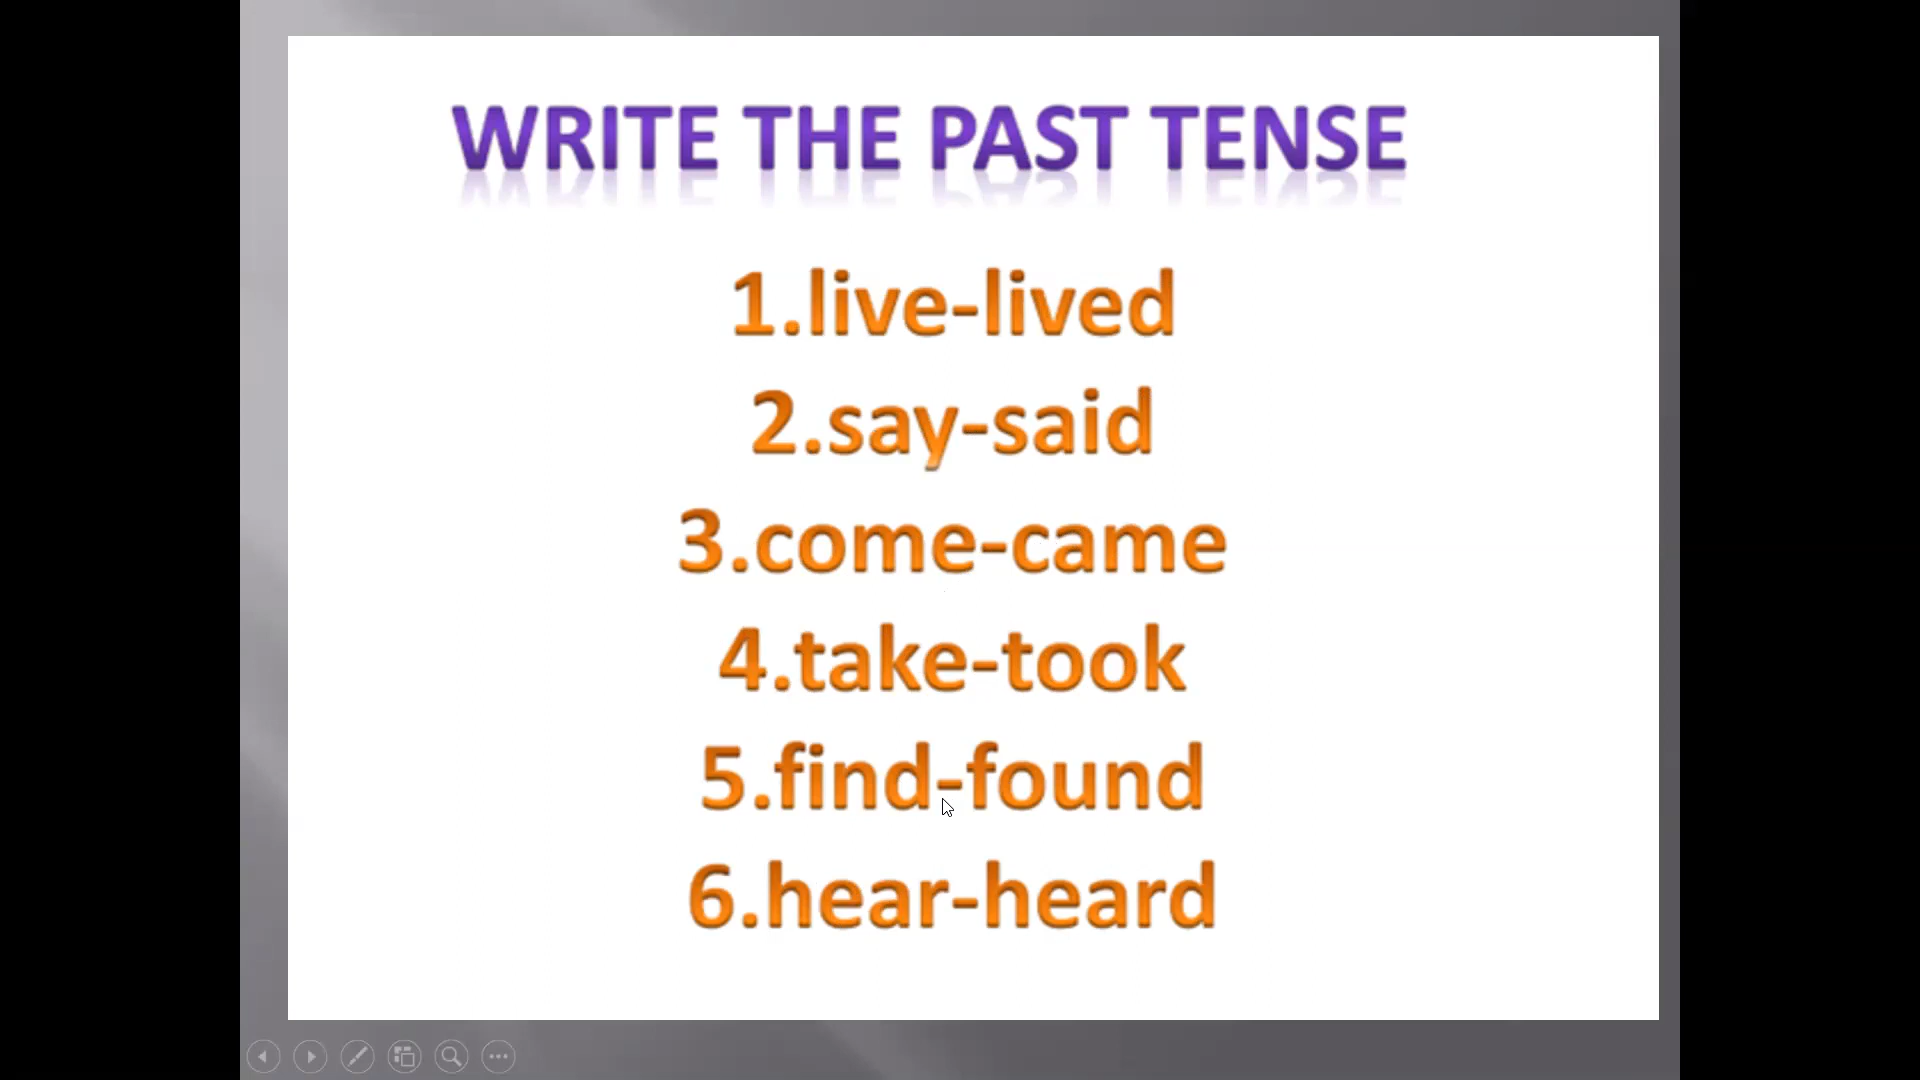 WRITE THE PAST TENSE
1.live-lived
2.say-said
3.come-came
4.take-took
5.find-found
6.hear-heard